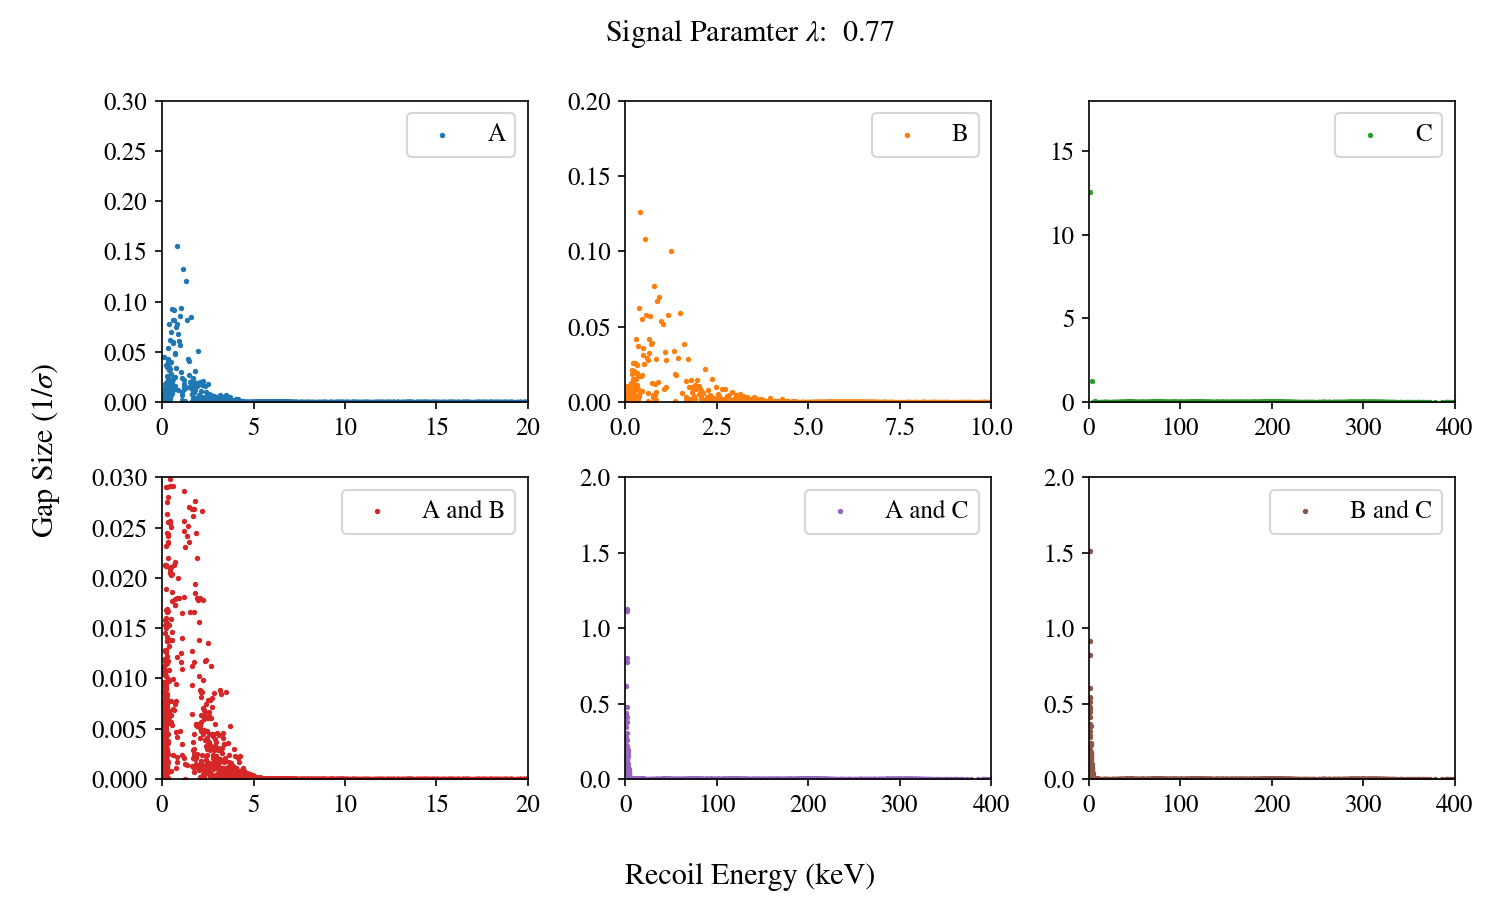 Signal Paramter λ: 0.77
0.30
0.25
0.20
0.15
0.10
0.05
0.00
0 5 10 15 20
A
0.20
0.15
0.10
0.05
0.00
0.0 2.5 5.0 7.5 10.0
B
15
10
5
0
0 100 200 300 400
C
Gap Size (1/σ)
0.030
0.025
0.020
0.015
0.010
0.005
0.000
0 5 10 15 20
A and B
2.0
1.5
1.0
0.5
0.0
0 100 200 300 400
A and C
2.0
1.5
1.0
0.5
0.0
0 100 200 300 400
B and C
Recoil Energy (keV)